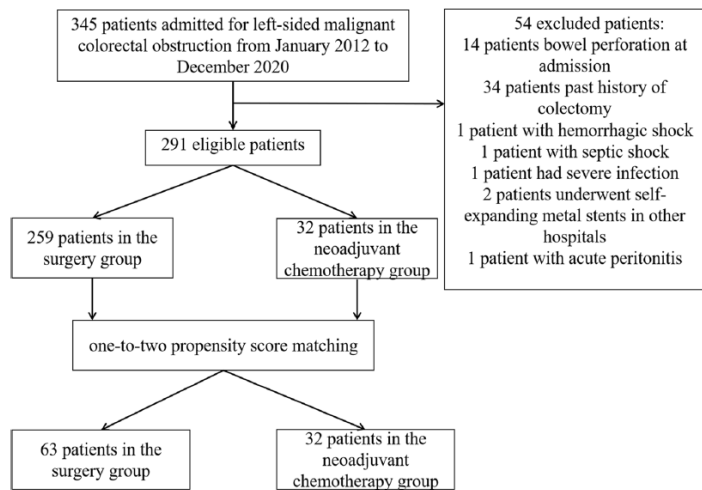 345 patients admitted for left-sided malignant
colorectal obstruction from January 2012 to
December 2020
54 excluded patients:
14 patients bowel perforation at
admission
34 patients past history of
colectomy
1 patient with hemorrhagic shock
1 patient with septic shock
1 patient had severe infection
2 patients underwent self-
expanding metal stents in other
hospitals
1 patient with acute peritonitis
291 eligible patients
259 patients in the
surgery group
32 patients in the
neoadjuvant
chemotherapy group
one-to-two propensity score matching
63 patients in the
surgery group
32 patients in the
neoadjuvant
chemotherapy group